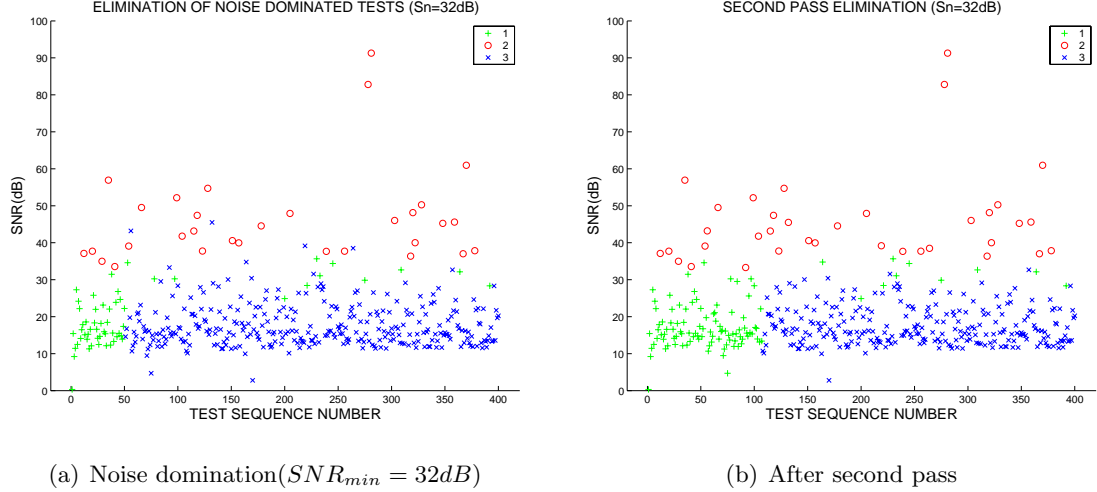 ELIMINATION OF NOISE DOMINATED TESTS (Sn=32dB)
1
2
3
100
90
80
70
60
50
40
30
20
10
0
SNR(dB)
0 50 100 150 200 250 300 350 400
TEST SEQUENCE NUMBER
(a) Noise domination(SNR_min = 32dB)
SECOND PASS ELIMINATION (Sn=32dB)
1
2
3
100
90
80
70
60
50
40
30
20
10
0
SNR(dB)
0 50 100 150 200 250 300 350 400
TEST SEQUENCE NUMBER
(b) After second pass